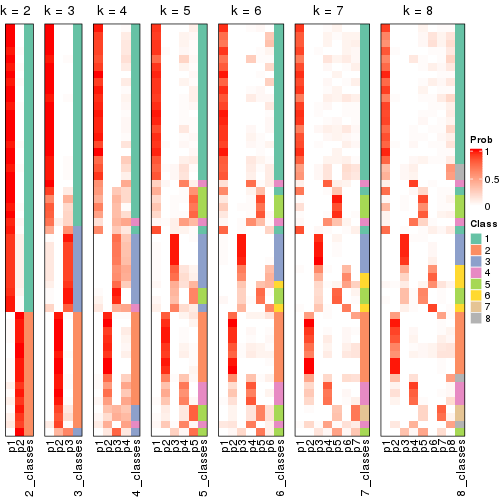 k = 2 k = 3 k = 4 k = 5 k = 6 k = 7 k = 8
Prob
1
0.5
0
Class
1
2
3
4
5
6
7
8
p1 p2 2_classes
p1 p2 p3 3_classes
p1 p2 p3 p4 4_classes
p1 p2 p3 p4 p5 5_classes
p1 p2 p3 p4 p5 p6 6_classes
p1 p2 p3 p4 p5 p6 p7 7_classes
p1 p2 p3 p4 p5 p6 p7 p8 8_classes